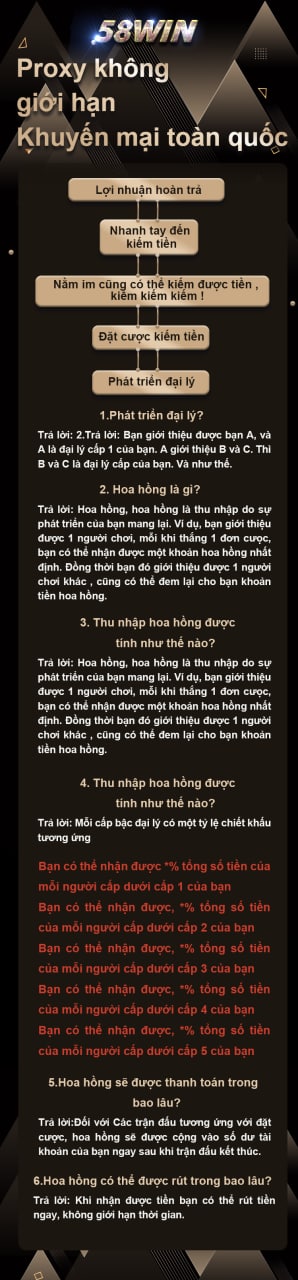 58WIN
Proxy không
giới hạn
Khuyến mại toàn quốc
Lợi nhuận hoàn trả
Nhanh tay đến
kiếm tiền
Nằm im cũng có thể kiếm được tiền ,
kiếm kiếm kiếm !
Đặt cược kiếm tiền
Phát triển đại lý
1.Phát triển đại lý?
Trả lời: 2.Trả lời: Bạn giới thiệu được bạn A, và
A là đại lý cấp 1 của bạn. A giới thiệu B và C. Thì
B và C là đại lý cấp của bạn. Và như thế.
2. Hoa hồng là gì?
Trả lời: Hoa hồng, hoa hồng là thu nhập do sự
phát triển của bạn mang lại. Ví dụ, bạn giới thiệu
được 1 người chơi, mỗi khi thắng 1 đơn cược,
bạn có thể nhận được một khoản hoa hồng nhất
định. Đồng thời bạn đó giới thiệu được 1 người
chơi khác , cũng có thể đem lại cho bạn khoản
tiền hoa hồng.
3. Thu nhập hoa hồng được
tính như thế nào?
Trả lời: Hoa hồng, hoa hồng là thu nhập do sự
phát triển của bạn mang lại. Ví dụ, bạn giới thiệu
được 1 người chơi, mỗi khi thắng 1 đơn cược,
bạn có thể nhận được một khoản hoa hồng nhất
định. Đồng thời bạn đó giới thiệu được 1 người
chơi khác , cũng có thể đem lại cho bạn khoản
tiền hoa hồng.
4. Thu nhập hoa hồng được
tính như thế nào?
Trả lời: Mỗi cấp bậc đại lý có một tỷ lệ chiết khấu
tương ứng
Bạn có thể nhận được *% tổng số tiền của
mỗi người cấp dưới cấp 1 của bạn
Bạn có thể nhận được, *% tổng số tiền
của mỗi người cấp dưới cấp 2 của bạn
Bạn có thể nhận được, *% tổng số tiền
của mỗi người cấp dưới cấp 3 của bạn
Bạn có thể nhận được, *% tổng số tiền
của mỗi người cấp dưới cấp 4 của bạn
Bạn có thể nhận được, *% tổng số tiền
của mỗi người cấp dưới cấp 5 của bạn
5.Hoa hồng sẽ được thanh toán trong
bao lâu?
Trả lời:Đối với Các trận đấu tương ứng với đặt
cược, hoa hồng sẽ được cộng vào số dư tài
khoản của bạn ngay sau khi trận đấu kết thúc.
6.Hoa hồng có thể được rút trong bao lâu?
Trả lời: Khi nhận được tiền bạn có thể rút tiền
ngay, không giới hạn thời gian.